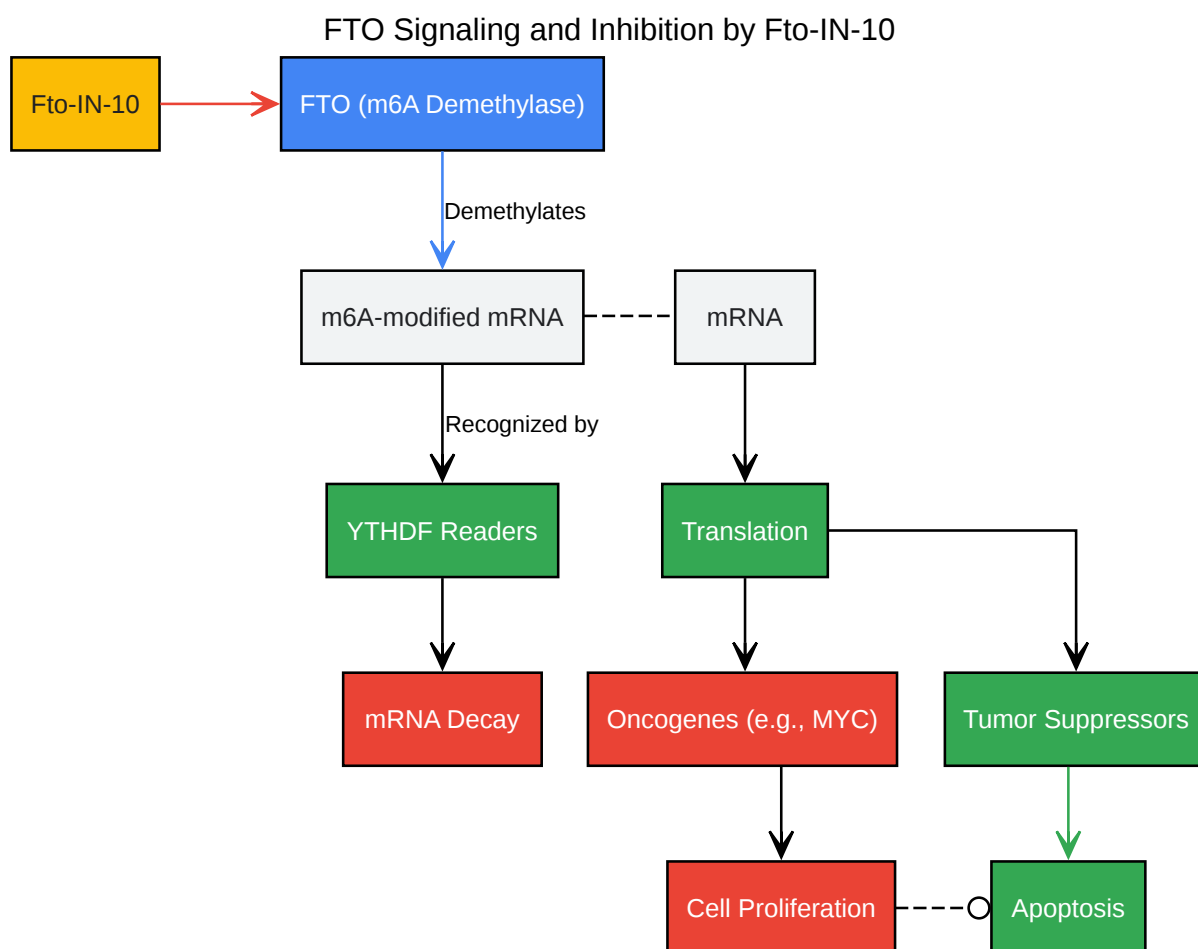 FTO Signaling and Inhibition by Fto-IN-10
Fto-IN-10
FTO (m6A Demethylase)
Demethylates
m6A-modified mRNA
mRNA
Recognized by
YTHDF Readers
Translation
mRNA Decay
Oncogenes (e.g., MYC)
Tumor Suppressors
Cell Proliferation
Apoptosis